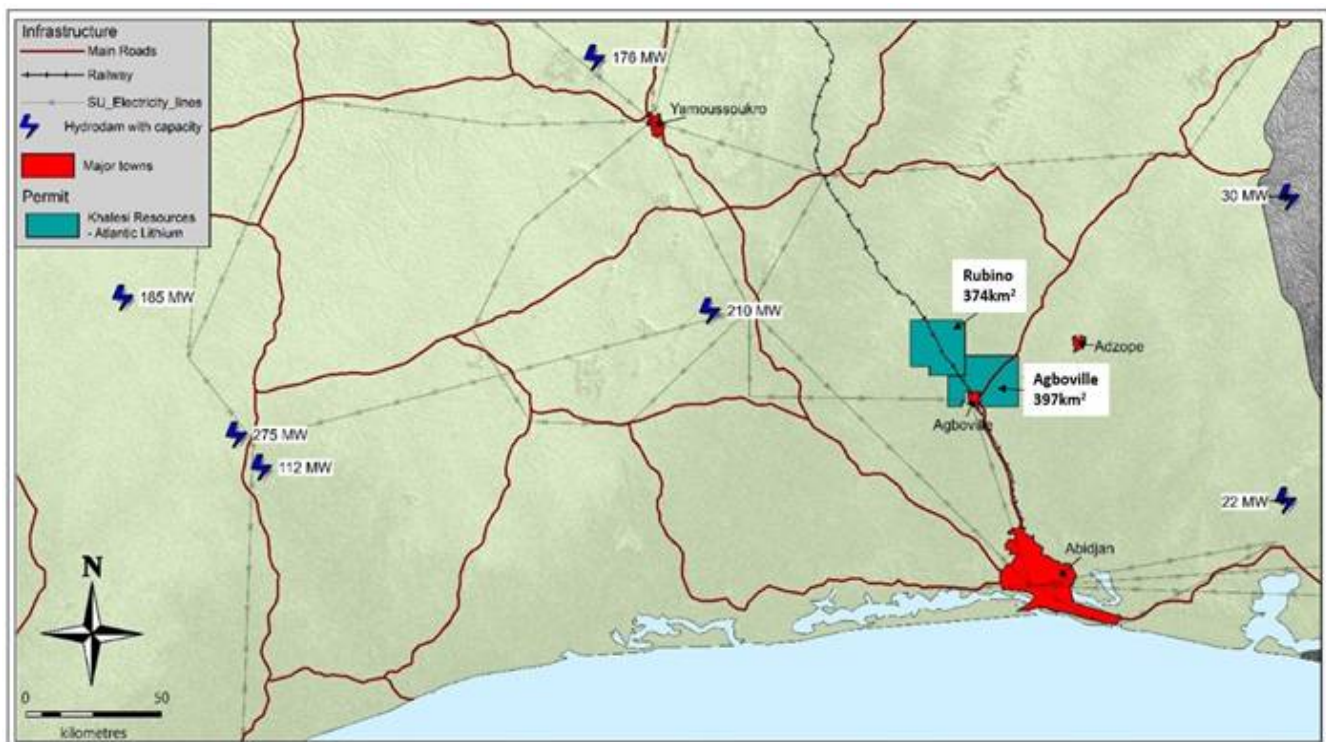 Infrastructure
Main Roads
Railway
SU_Electricity_lines
Hydrodam with capacity
Major towns
Permit
Khalesi Resources
- Atlantic Lithium
176 MW
Yamoussoukro
30 MW
165 MW
210 MW
Rubino
374km²
Adzope
Agboville
397km²
Agboville
275 MW
112 MW
22 MW
Abidjan
N
0 50
kilometres